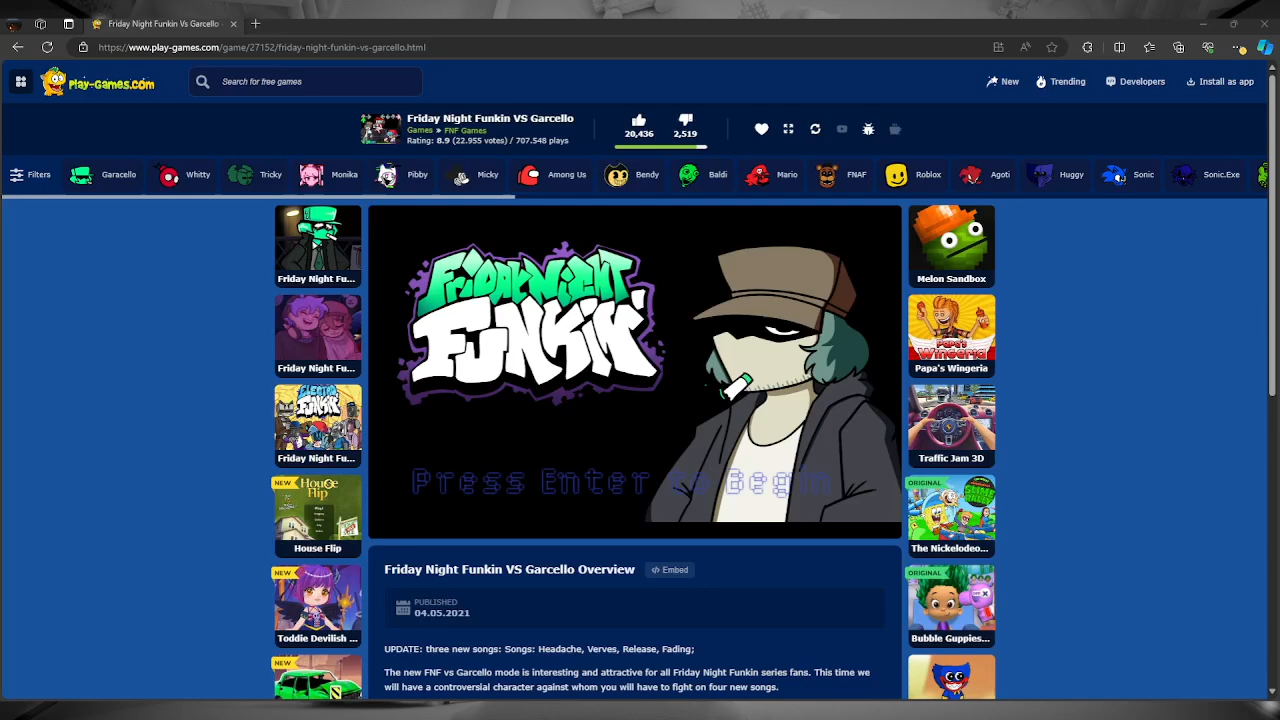 Friday Night Funkin Vs Garcello
https://www.play-games.com/game/27152/friday-night-funkin-vs-garcello.html
PLAY-GAMES.COM
Search for free games
New
Trending
Developers
Install as app
Friday Night Funkin VS Garcello
Games » FNF Games
Rating: 8.9 (22.955 votes) / 707.548 plays
20,436
2,519
Filters
Garacello
Whitty
Tricky
Monika
Pibby
Micky
Among Us
Bendy
Baldi
Mario
FNAF
Roblox
Agoti
Huggy
Sonic
Sonic.Exe
Friday Night Fu...
Friday Night Fu...
ELECTRO FUNKIN
Friday Night Fu...
NEW
House Flip
House Flip
NEW
Toddie Devilish ...
NEW
FRIDAY NIGHT
FUNKIN'
Press Enter to Begin
Melon Sandbox
Papa's
Wingeria
Papa's Wingeria
Traffic Jam 3D
ORIGINAL
The Nickelodeo...
ORIGINAL
Bubble Guppies...
Friday Night Funkin VS Garcello Overview
</> Embed
PUBLISHED
04.05.2021
UPDATE: three new songs: Songs: Headache, Verves, Release, Fading;
The new FNF vs Garcello mode is interesting and attractive for all Friday Night Funkin series fans. This time we
will have a controversial character against whom you will have to fight on four new songs.